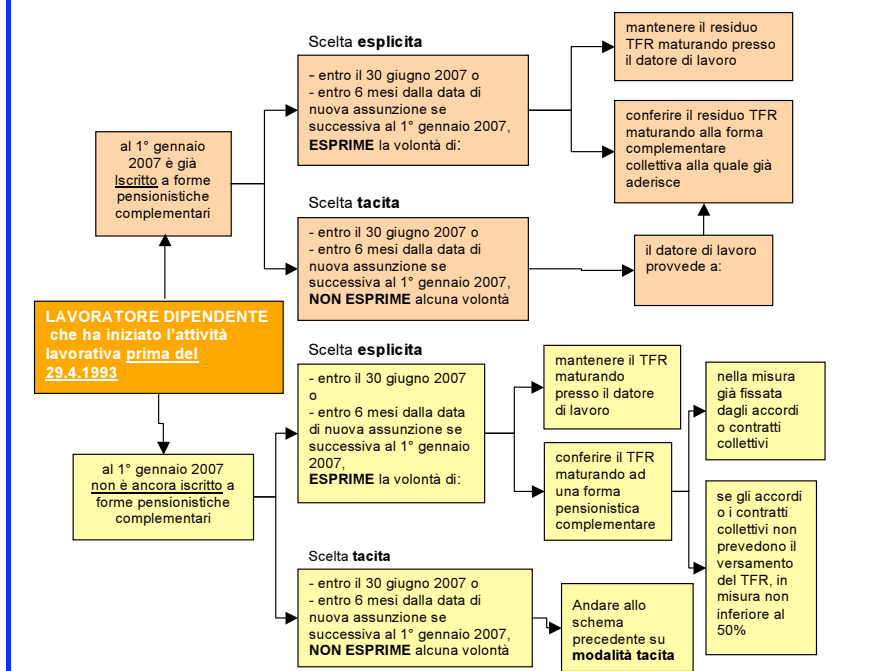 Scelta esplicita
- entro il 30 giugno 2007 o
- entro 6 mesi dalla data di
nuova assunzione se
successiva al 1° gennaio 2007,
ESPRIME la volontà di:
mantenere il residuo
TFR maturando presso
il datore di lavoro
conferire il residuo TFR
maturando alla forma
complementare
collettiva alla quale già
aderisce
al 1° gennaio
2007 è già
Iscritto a forme
pensionistiche
complementari
Scelta tacita
- entro il 30 giugno 2007 o
- entro 6 mesi dalla data di
nuova assunzione se
successiva al 1° gennaio 2007,
NON ESPRIME alcuna volontà
il datore di lavoro
provvede a:
LAVORATORE DIPENDENTE
che ha iniziato l'attività
lavorativa prima del
29.4.1993
Scelta esplicita
- entro il 30 giugno 2007
o
- entro 6 mesi dalla data
di nuova assunzione se
successiva al 1° gennaio
2007,
ESPRIME la volontà di:
mantenere il TFR
maturando
presso il datore
di lavoro
nella misura
già fissata
dagli accordi
o contratti
collettivi
al 1° gennaio 2007
non è ancora iscritto a
forme pensionistiche
complementari
conferire il TFR
maturando ad
una forma
pensionistica
complementare
se gli accordi
o i contratti
collettivi non
prevedono il
versamento
del TFR, in
misura non
inferiore al
50%
Scelta tacita
- entro il 30 giugno 2007 o
- entro 6 mesi dalla data di
nuova assunzione se
successiva al 1° gennaio 2007,
NON ESPRIME alcuna volontà
Andare allo
schema
precedente su
modalità tacita